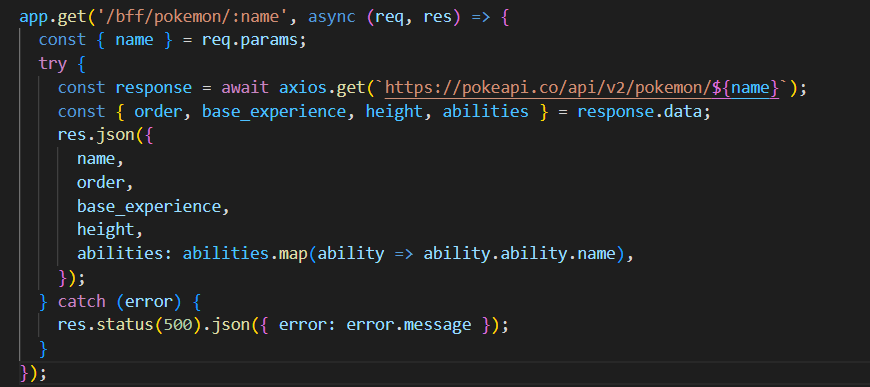 app.get('/bff/pokemon/:name', async (req, res) => {
  const { name } = req.params;
  try {
    const response = await axios.get(`https://pokeapi.co/api/v2/pokemon/${name}`);
    const { order, base_experience, height, abilities } = response.data;
    res.json({
      name,
      order,
      base_experience,
      height,
      abilities: abilities.map(ability => ability.ability.name),
    });
  } catch (error) {
    res.status(500).json({ error: error.message });
  }
});